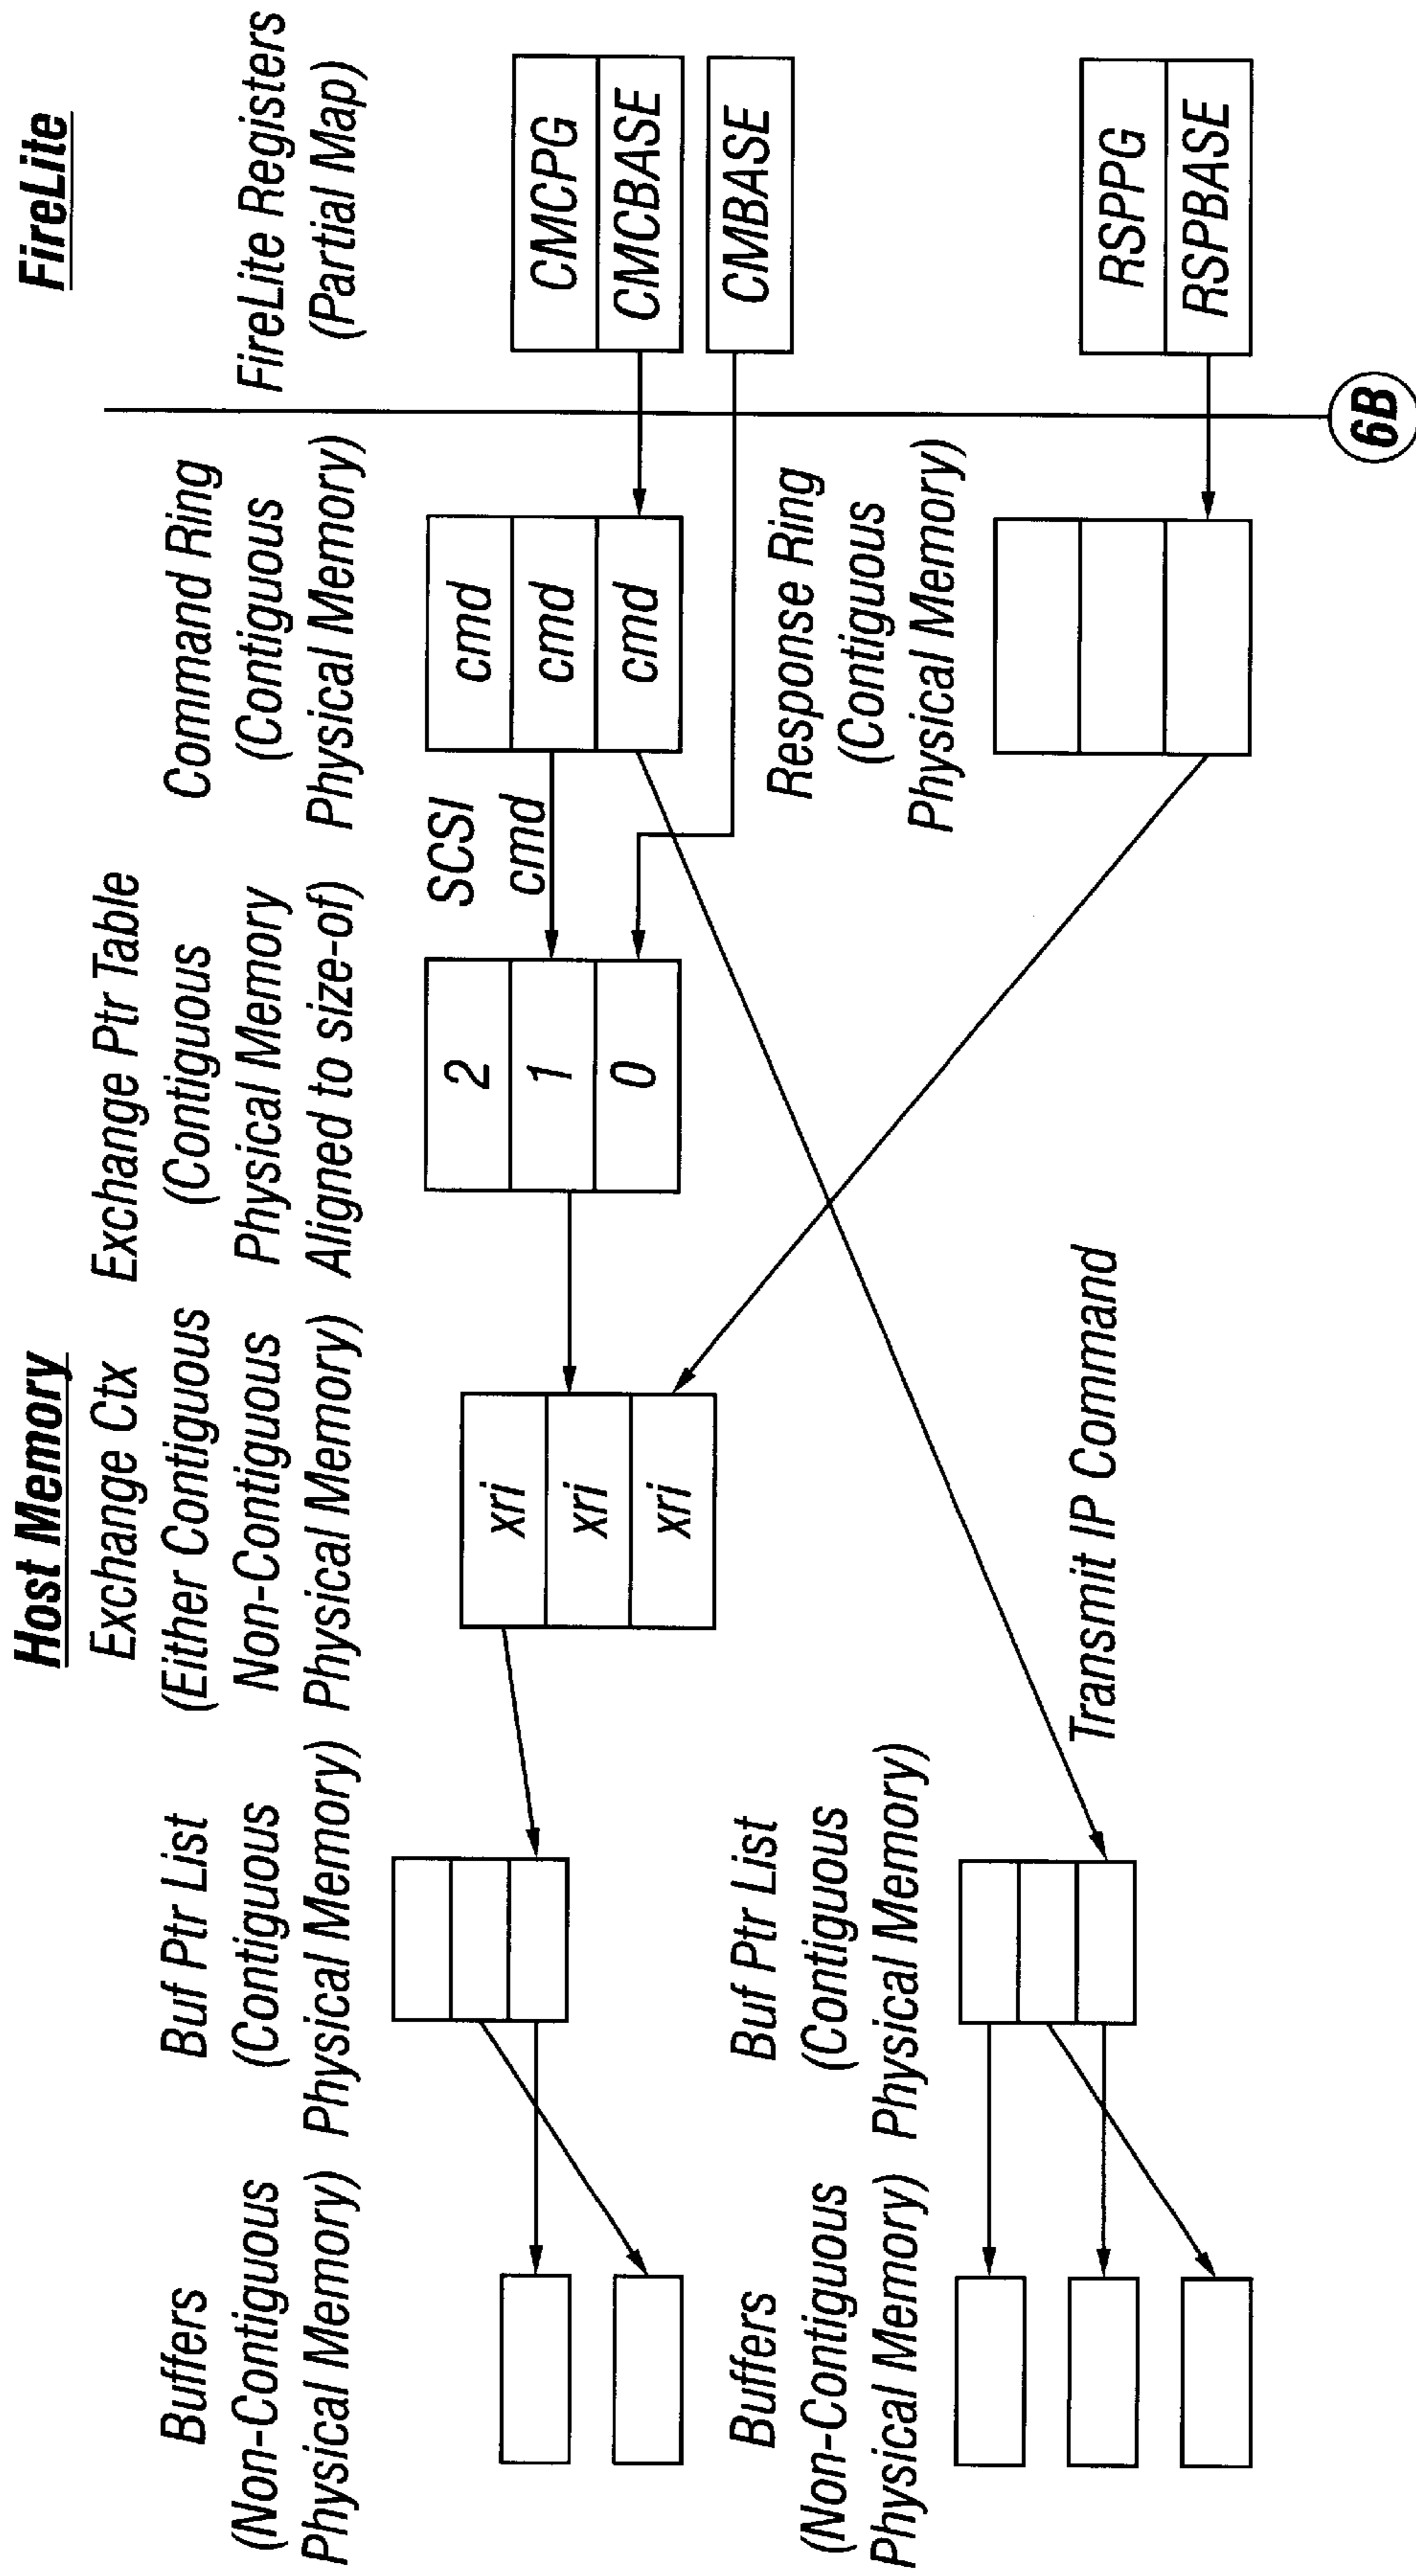 Host Memory
FireLite
Buffers
(Non-Contiguous
Physical Memory)
Buf Ptr List
(Contiguous
Physical Memory)
Exchange Ctx
(Either Contiguous
Non-Contiguous
Physical Memory)
Exchange Ptr Table
(Contiguous
Physical Memory
Aligned to size-of)
Command Ring
(Contiguous
Physical Memory)
FireLite Registers
(Partial Map)
xri
xri
xri
2
1
0
SCSI
cmd
cmd
cmd
cmd
CMCPG
CMCBASE
CMBASE
Buffers
(Non-Contiguous
Physical Memory)
Buf Ptr List
(Contiguous
Physical Memory)
Transmit IP Command
Response Ring
(Contiguous
Physical Memory)
RSPPG
RSPBASE
6B